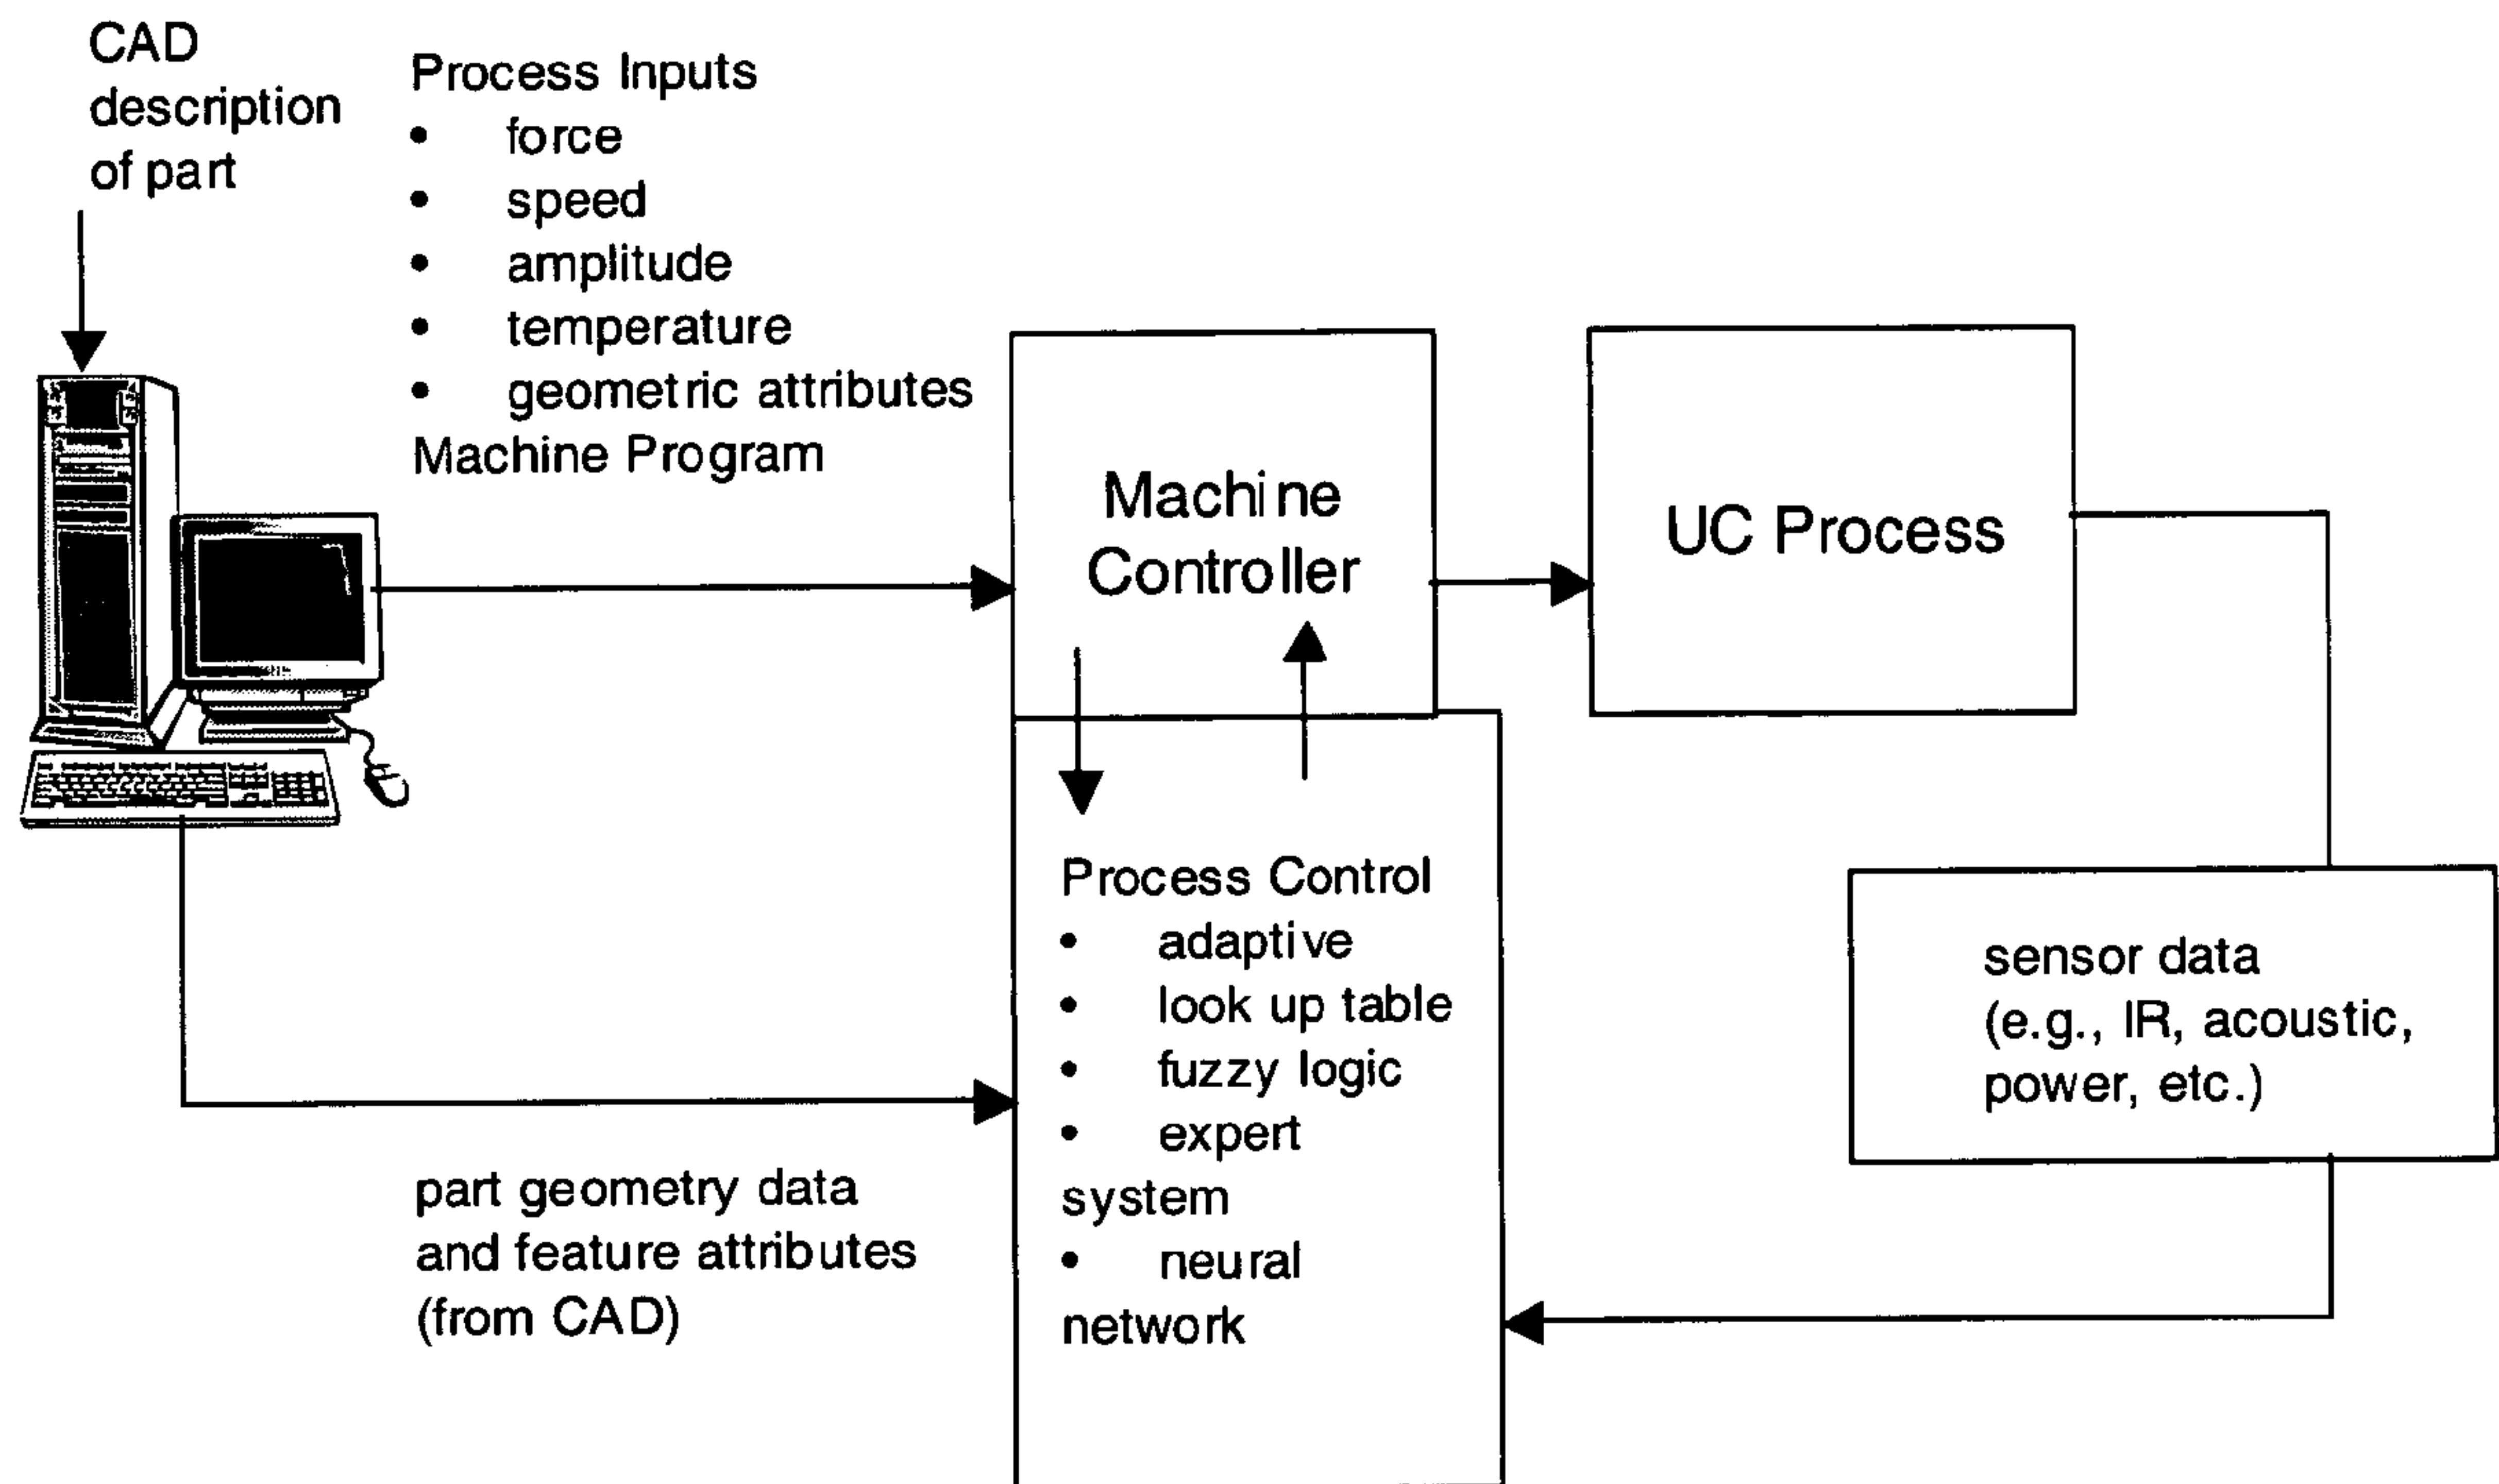 CAD
description
of part
Process Inputs
• force
• speed
• amplitude
• temperature
• geometric attributes
Machine Program
Machine
Controller
UC Process
Process Control
• adaptive
• look up table
• fuzzy logic
• expert
system
• neural
network
sensor data
(e.g., IR, acoustic,
power, etc.)
part geometry data
and feature attributes
(from CAD)